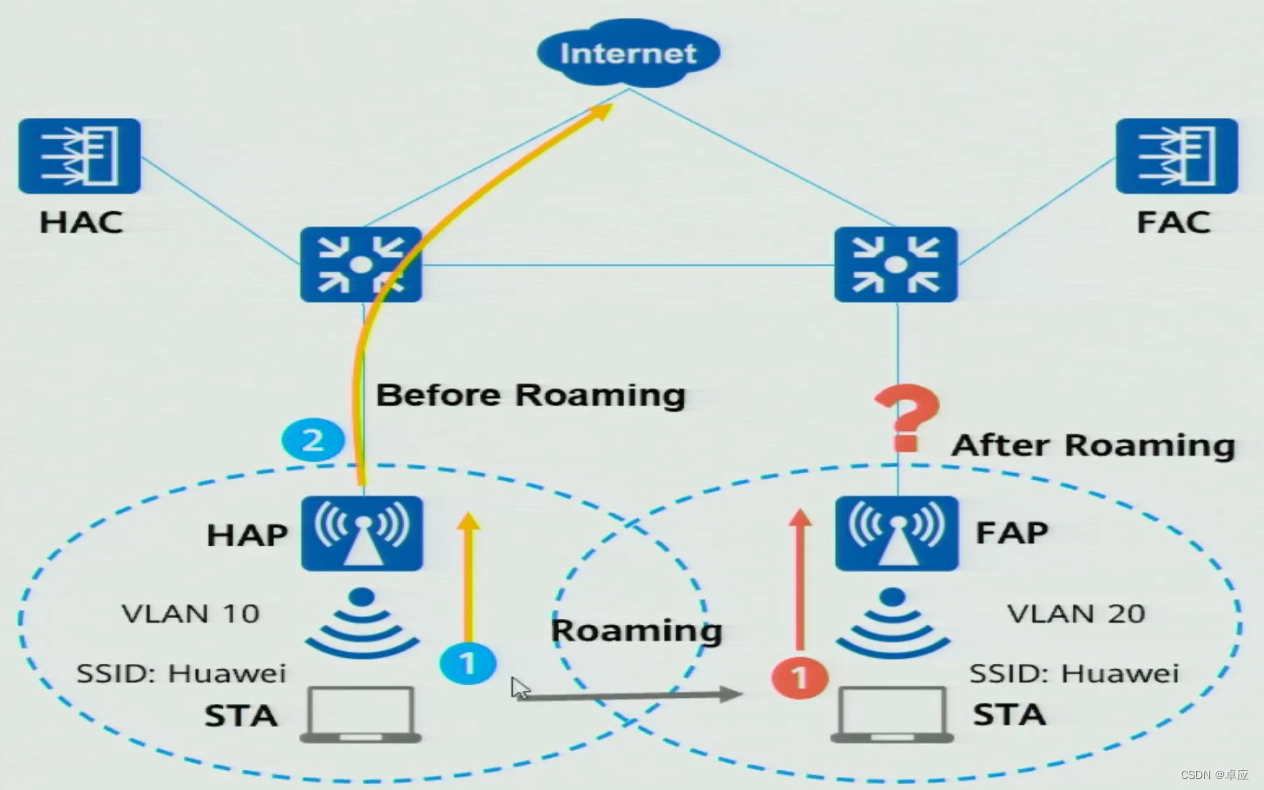 Internet
HAC
FAC
Before Roaming
2
?
After Roaming
HAP
FAP
VLAN 10
Roaming
VLAN 20
1
1
SSID: Huawei
SSID: Huawei
STA
STA
CSDN @卓应